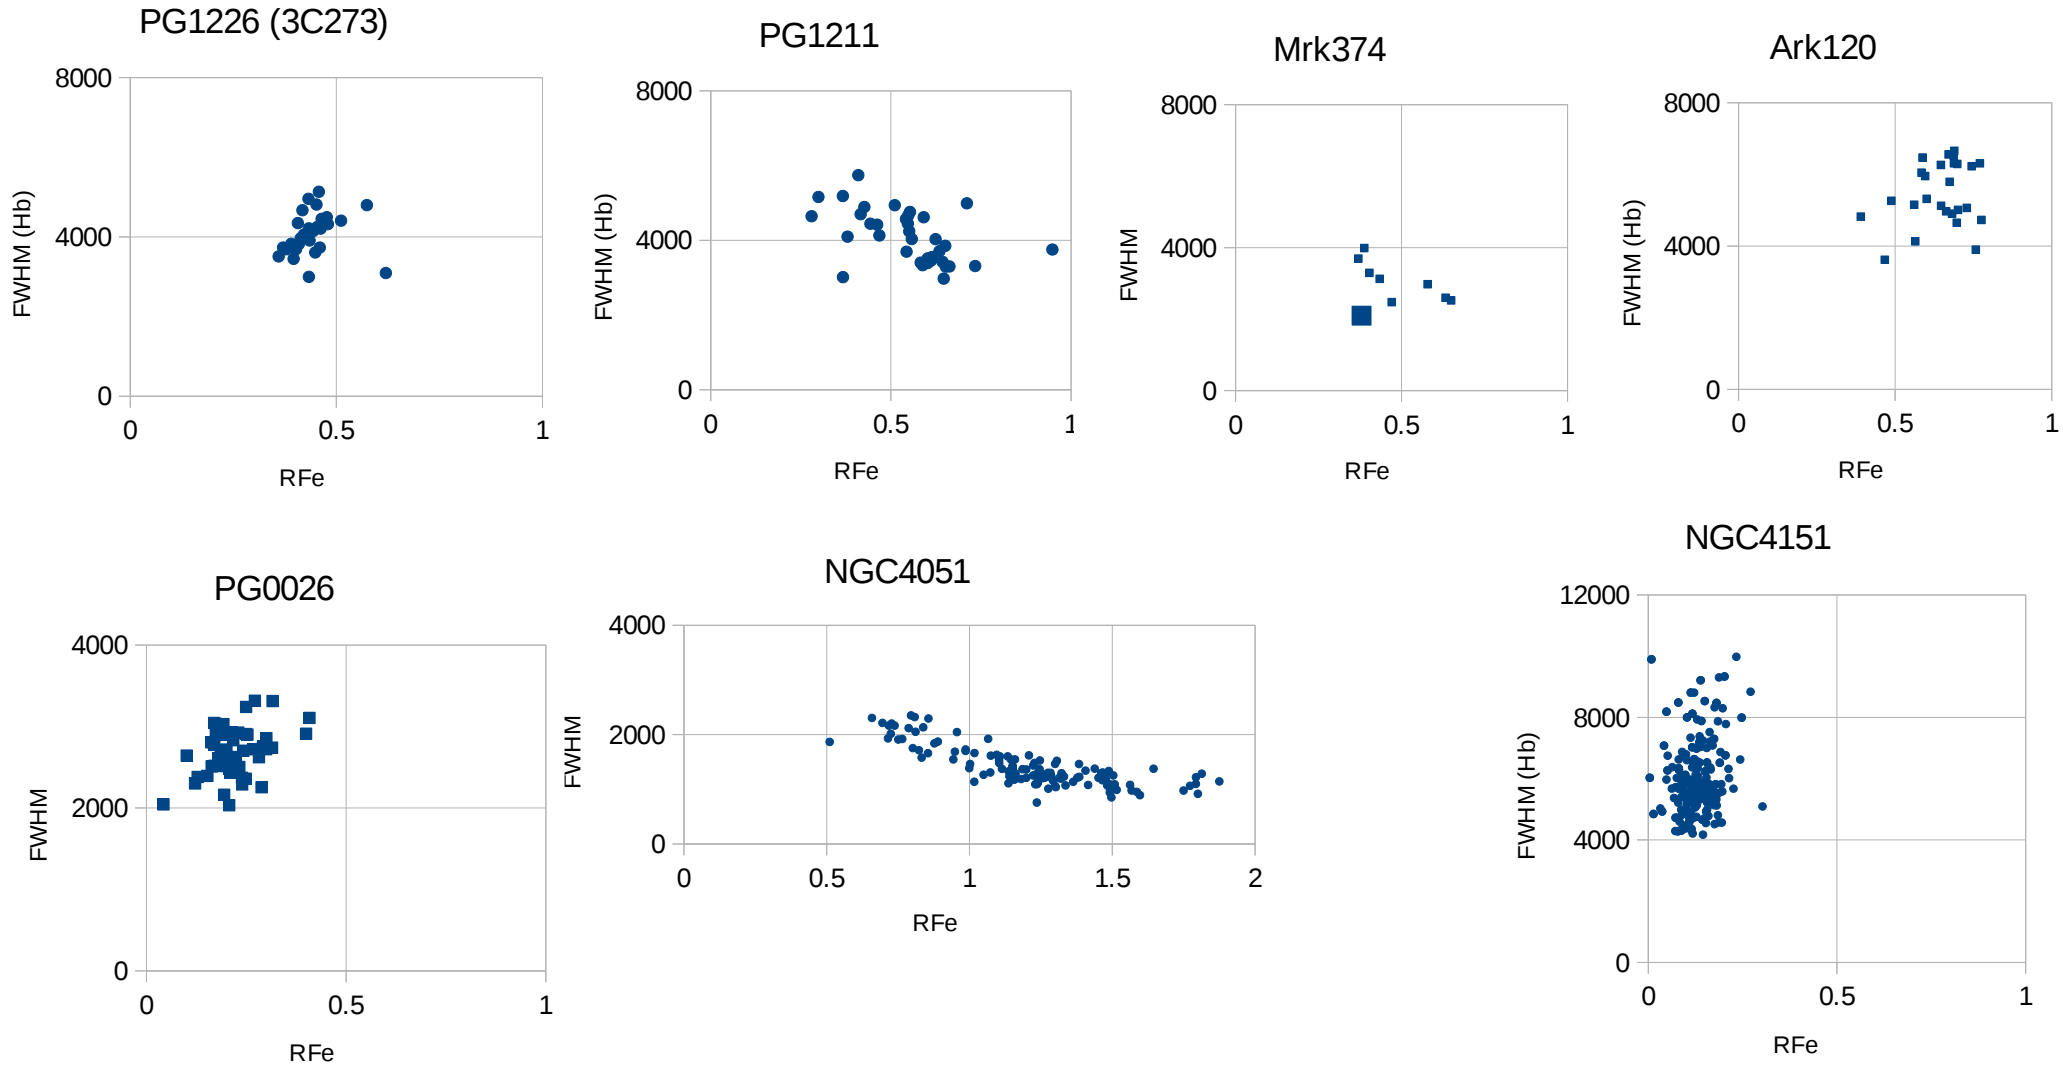 PG1226 (3C273)
8000
4000
0
0 0.5 1
FWHM (Hb)
RFe
PG1211
8000
4000
0
0 0.5 1
FWHM (Hb)
RFe
Mrk374
8000
4000
0
0 0.5 1
FWHM
RFe
Ark120
8000
4000
0
0 0.5 1
FWHM (Hb)
RFe
PG0026
4000
2000
0
0 0.5 1
FWHM
RFe
NGC4051
4000
2000
0
0 0.5 1 1.5 2
FWHM
RFe
NGC4151
12000
8000
4000
0
0 0.5 1
FWHM (Hb)
RFe